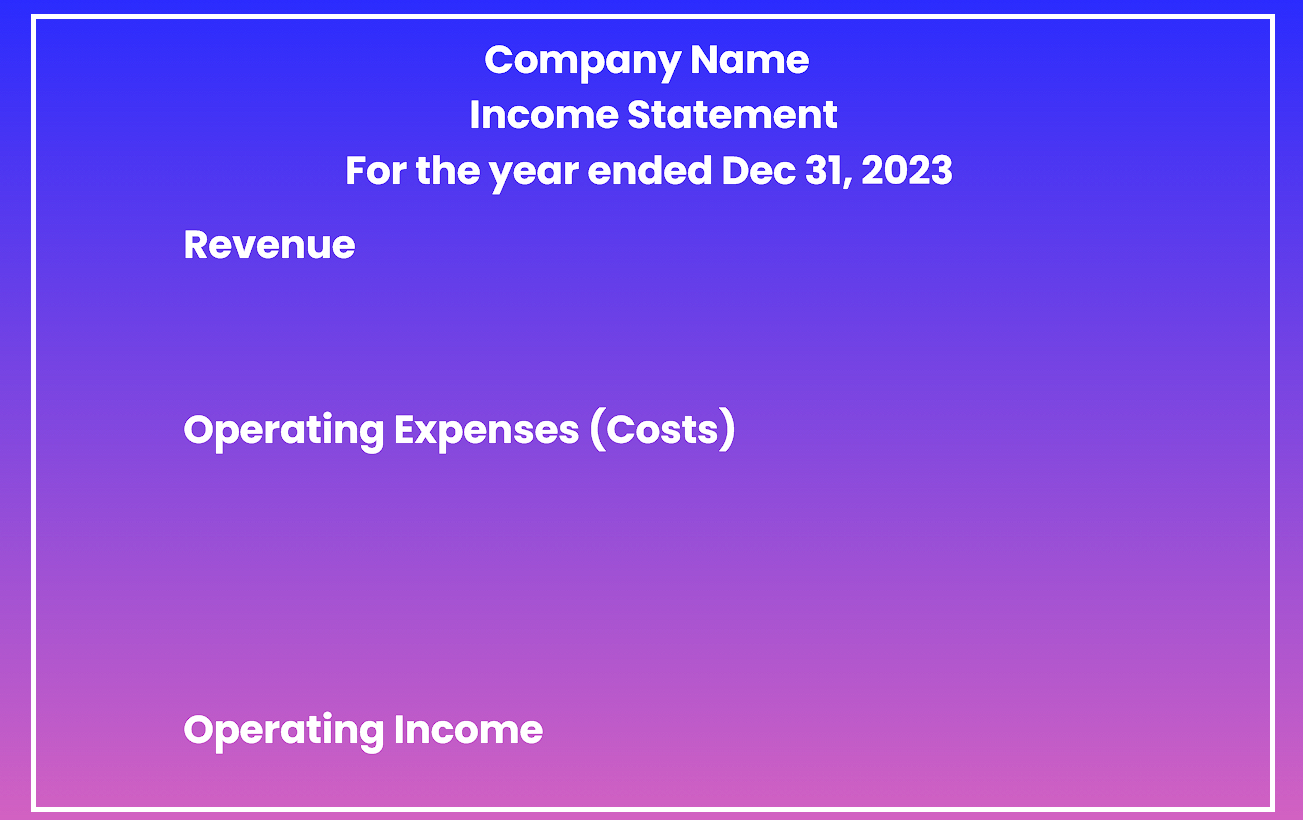 Company Name
Income Statement
For the year ended Dec 31, 2023
Revenue
Operating Expenses (Costs)
Operating Income